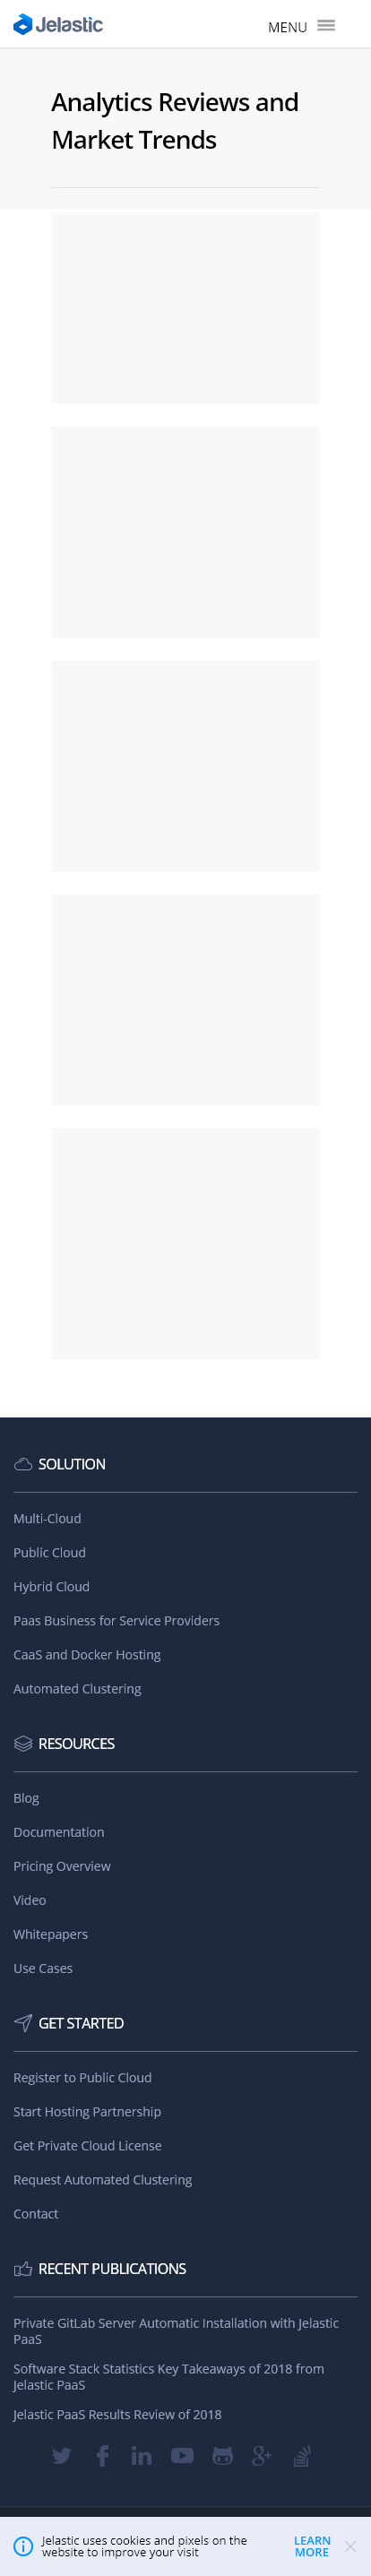 Jelastic
MENU
Analytics Reviews and
Market Trends
SOLUTION
Multi-Cloud
Public Cloud
Hybrid Cloud
Paas Business for Service Providers
CaaS and Docker Hosting
Automated Clustering
RESOURCES
Blog
Documentation
Pricing Overview
Video
Whitepapers
Use Cases
GET STARTED
Register to Public Cloud
Start Hosting Partnership
Get Private Cloud License
Request Automated Clustering
Contact
RECENT PUBLICATIONS
Private GitLab Server Automatic Installation with Jelastic
PaaS
Software Stack Statistics Key Takeaways of 2018 from
Jelastic PaaS
Jelastic PaaS Results Review of 2018
Jelastic uses cookies and pixels on the
website to improve your visit
LEARN
MORE